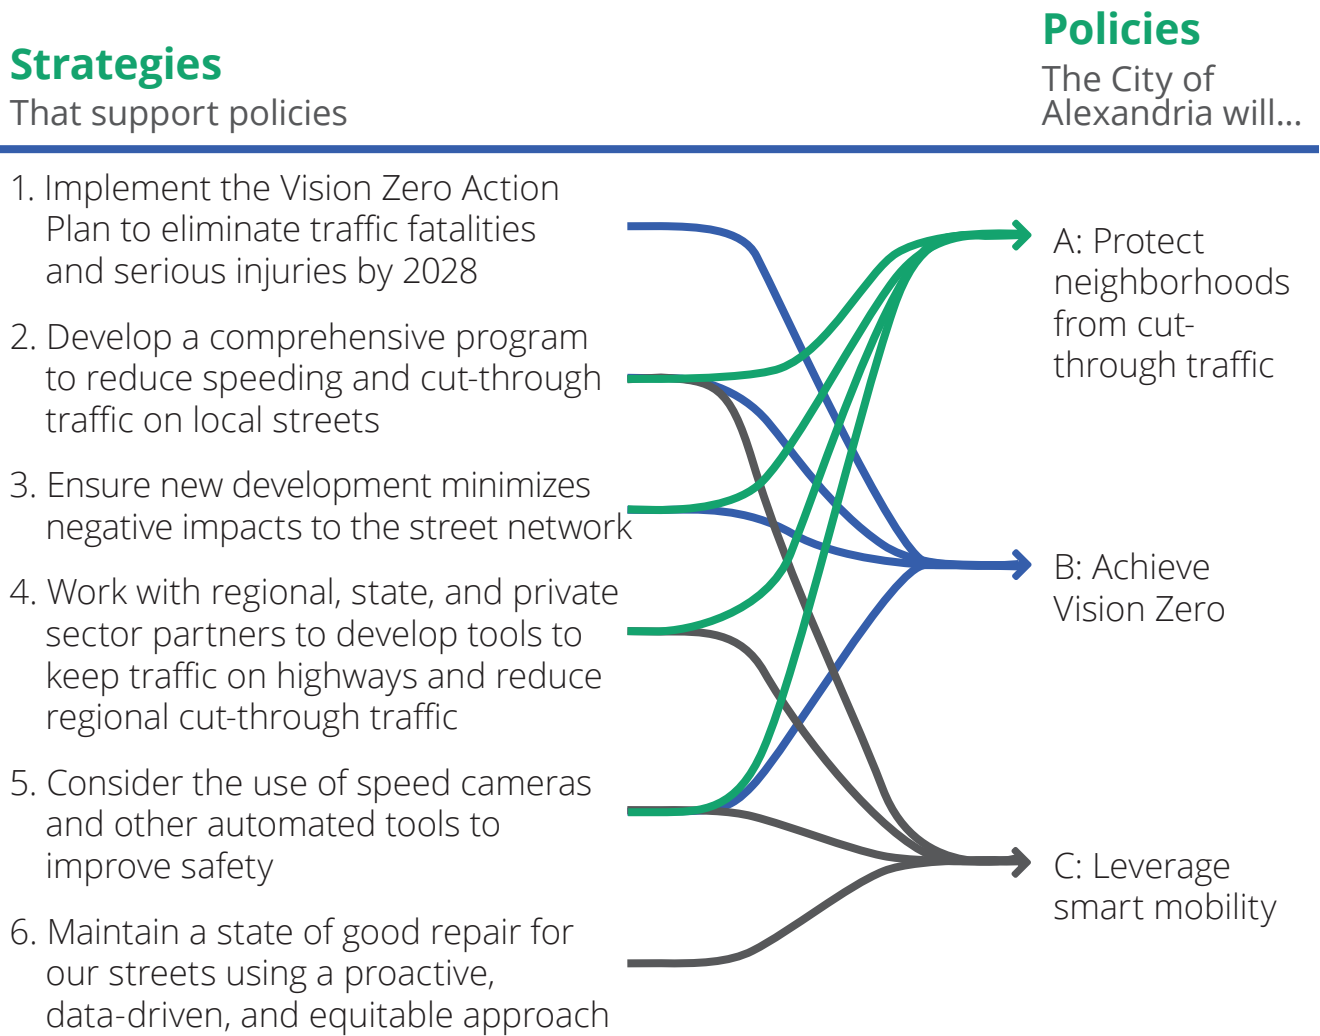 Strategies
That support policies
Policies
The City of
Alexandria will...
1. Implement the Vision Zero Action
Plan to eliminate traffic fatalities
and serious injuries by 2028
2. Develop a comprehensive program
to reduce speeding and cut-through
traffic on local streets
3. Ensure new development minimizes
negative impacts to the street network
4. Work with regional, state, and private
sector partners to develop tools to
keep traffic on highways and reduce
regional cut-through traffic
5. Consider the use of speed cameras
and other automated tools to
improve safety
6. Maintain a state of good repair for
our streets using a proactive,
data-driven, and equitable approach
A: Protect
neighborhoods
from cut-
through traffic
B: Achieve
Vision Zero
C: Leverage
smart mobility